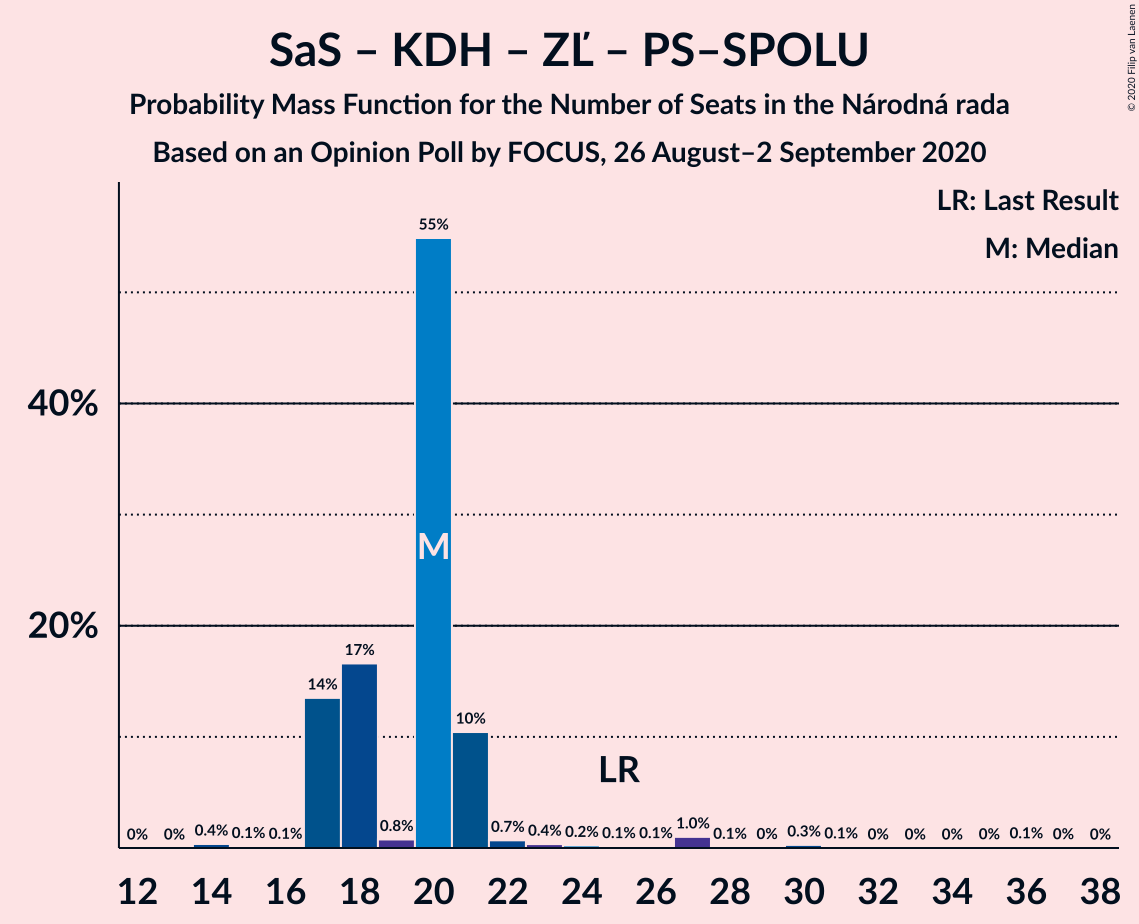 SaS – KDH – ZĽ – PS–SPOLU
Probability Mass Function for the Number of Seats in the Národná rada
Based on an Opinion Poll by FOCUS, 26 August–2 September 2020
© 2020 Filip van Laenen
LR: Last Result
M: Median
55%
40%
M
20%
17%
14%
10%
LR
0% 0% 0.4% 0.1% 0.1% 0.8% 0.7% 0.4% 0.2% 0.1% 0.1% 1.0% 0.1% 0% 0.3% 0.1% 0% 0% 0% 0% 0.1% 0% 0%
12 14 16 18 20 22 24 26 28 30 32 34 36 38